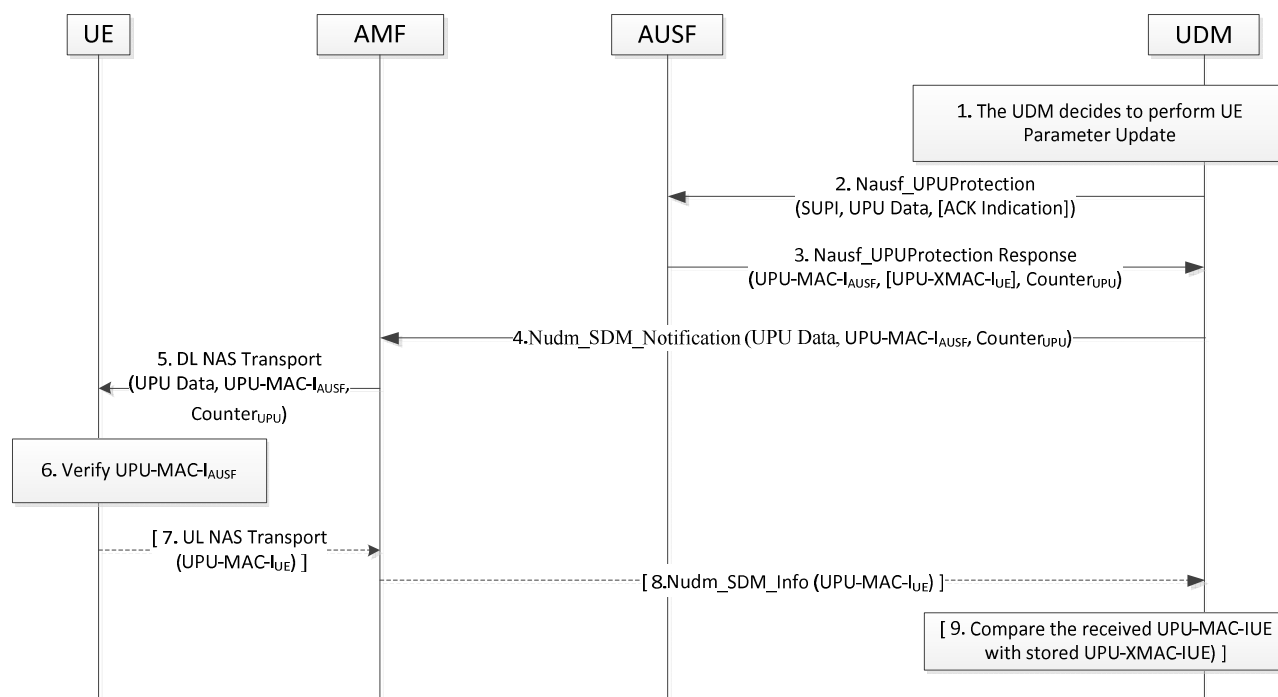 UE
AMF
AUSF
UDM
1. The UDM decides to perform UE
Parameter Update
2. Nausf_UPUProtection
(SUPI, UPU Data, [ACK Indication])
3. Nausf_UPUProtection Response
(UPU-MAC-IAUSF, [UPU-XMAC-IUE], CounterUPU)
4.Nudm_SDM_Notification (UPU Data, UPU-MAC-IAUSF, CounterUPU)
5. DL NAS Transport
(UPU Data, UPU-MAC-IAUSF,
CounterUPU)
6. Verify UPU-MAC-IAUSF
[ 7. UL NAS Transport
(UPU-MAC-IUE) ]
[ 8.Nudm_SDM_Info (UPU-MAC-IUE) ]
[ 9. Compare the received UPU-MAC-IUE
with stored UPU-XMAC-IUE) ]